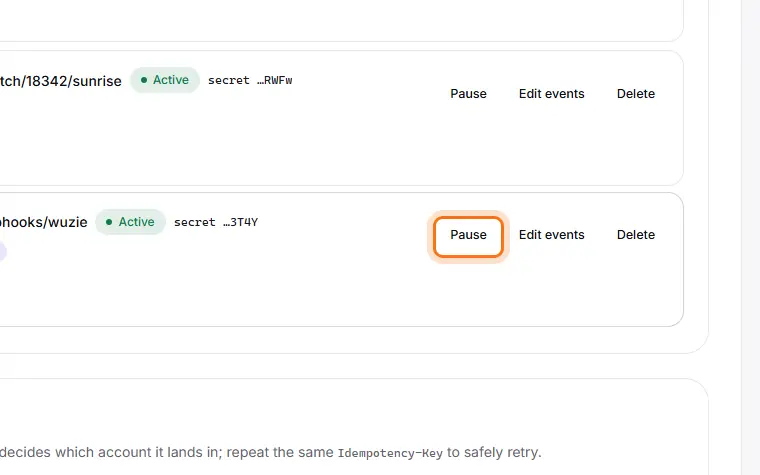 tch/18342/sunrise Active secret …RWFw
Pause Edit events Delete
hooks/wuzie Active secret …3T4Y
Pause Edit events Delete
decides which account it lands in; repeat the same Idempotency-Key to safely retry.